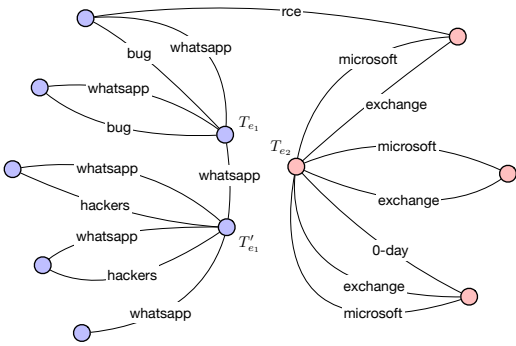 rce
whatsapp
bug
microsoft
whatsapp
exchange
bug
T_{e_1}
T_{e_2}
microsoft
whatsapp
whatsapp
exchange
hackers
whatsapp
T'_{e_1}
0-day
hackers
exchange
whatsapp
microsoft